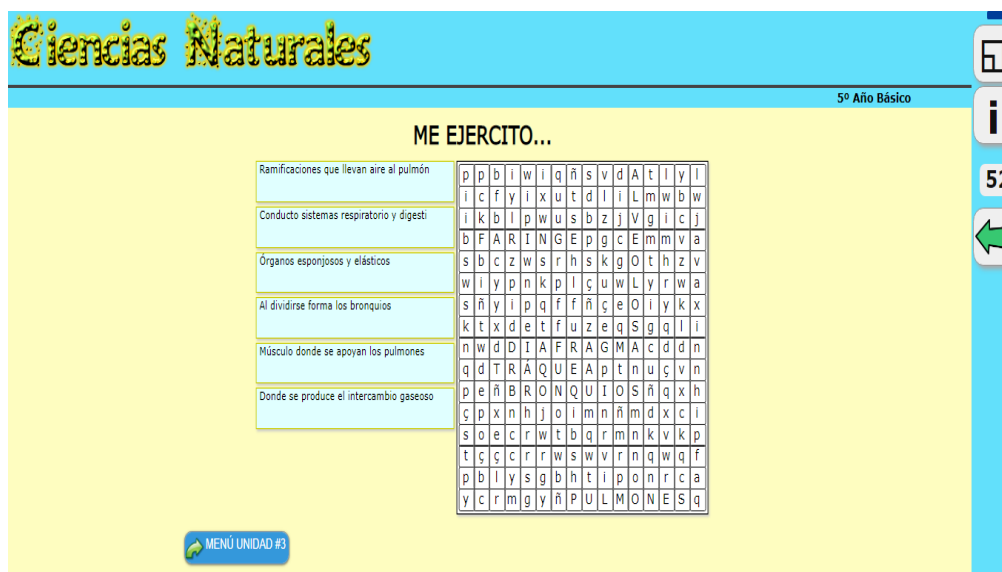 Ciencias Naturales
5º Año Básico
ME EJERCITO...
Ramificaciones que llevan aire al pulmón
Conducto sistemas respiratorio y digesti
Órganos esponjosos y elásticos
Al dividirse forma los bronquios
Músculo donde se apoyan los pulmones
Donde se produce el intercambio gaseoso
p p b i w i q ñ s v d A t l y l
i c f y i x u t d l i L m w b w
i k b l p w u s b z j V g i c j
b F A R I N G E p g c E m m v a
s b c z w s r h s k g O t h z v
w i y p n k p l ç u w L y r w a
s ñ y i p q f f ñ ç e O i y k x
k t x d e t f u z e q S g q l i
n w d D I A F R A G M A c d d n
q d T R Á Q U E A p t n u ç v n
p e ñ B R O N Q U I O S ñ q x h
ç p x n h j o i m n ñ m d x c i
s o e c r w t b q r m n k v k p
t ç ç c r r w s w v r n q w q f
p b l y s g b h t i p o n r c a
y c r m g y ñ P U L M O N E S q
MENÚ UNIDAD #3
i